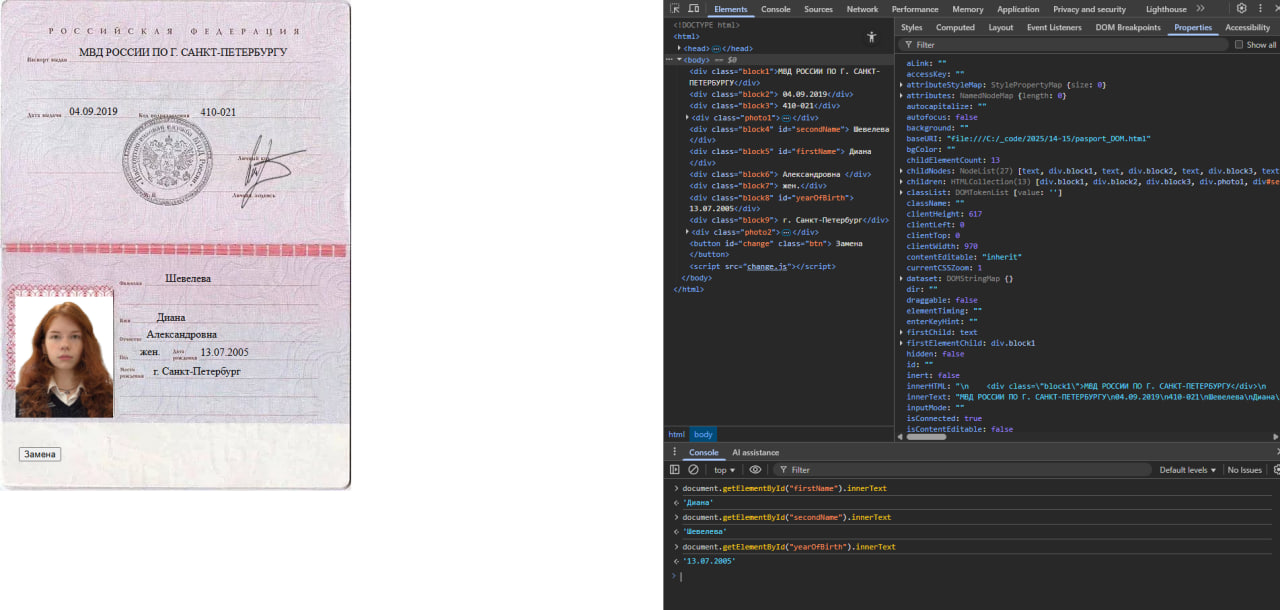 РОССИЙСКАЯ ФЕДЕРАЦИЯ
Паспорт выдан
МВД РОССИИ ПО Г. САНКТ-ПЕТЕРБУРГУ
Дата выдачи 04.09.2019 Код подразделения 410-021
Личный код
Личная подпись
Фамилия Шевелева
Имя Диана
Отчество Александровна
Пол жен. Дата рождения 13.07.2005
Место рождения г. Санкт-Петербург
Замена
Elements Console Sources Network Performance Memory Application Privacy and security Lighthouse
<!DOCTYPE html>
<html>
<head> </head>
<body> == $0
<div class="block1">МВД РОССИИ ПО Г. САНКТ-
ПЕТЕРБУРГУ</div>
<div class="block2"> 04.09.2019</div>
<div class="block3"> 410-021</div>
<div class="photo1"> </div>
<div class="block4" id="secondName"> Шевелева
</div>
<div class="block5" id="firstName"> Диана
</div>
<div class="block6"> Александровна </div>
<div class="block7"> жен.</div>
<div class="block8" id="yearOfBirth">
13.07.2005</div>
<div class="block9"> г. Санкт-Петербург</div>
<div class="photo2"> </div>
<button id="change" class="btn"> Замена
</button>
<script src="change.js"></script>
</body>
</html>
html body
Styles Computed Layout Event Listeners DOM Breakpoints Properties Accessibility
Filter Show all
aLink: ""
accessKey: ""
attributeStyleMap: StylePropertyMap {size: 0}
attributes: NamedNodeMap {length: 0}
autocapitalize: ""
autofocus: false
background: ""
baseURI: "file:///C:/_code/2025/14-15/pasport_DOM.html"
bgColor: ""
childElementCount: 13
childNodes: NodeList(27) [text, div.block1, text, div.block2, text, div.block3, text
children: HTMLCollection(13) [div.block1, div.block2, div.block3, div.photo1, div#se
classList: DOMTokenList [value: '']
className: ""
clientHeight: 617
clientLeft: 0
clientTop: 0
clientWidth: 970
contentEditable: "inherit"
currentCSSZoom: 1
dataset: DOMStringMap {}
dir: ""
draggable: false
elementTiming: ""
enterKeyHint: ""
firstChild: text
firstElementChild: div.block1
hidden: false
id: ""
inert: false
innerHTML: "\n    <div class=\"block1\">МВД РОССИИ ПО Г. САНКТ-ПЕТЕРБУРГУ</div>\n
innerText: "МВД РОССИИ ПО Г. САНКТ-ПЕТЕРБУРГУ\n04.09.2019\n410-021\nШевелева\nДиана\
inputMode: ""
isConnected: true
isContentEditable: false
Console AI assistance
top Filter Default levels No Issues
document.getElementById("firstName").innerText
'Диана'
document.getElementById("secondName").innerText
'Шевелева'
document.getElementById("yearOfBirth").innerText
'13.07.2005'